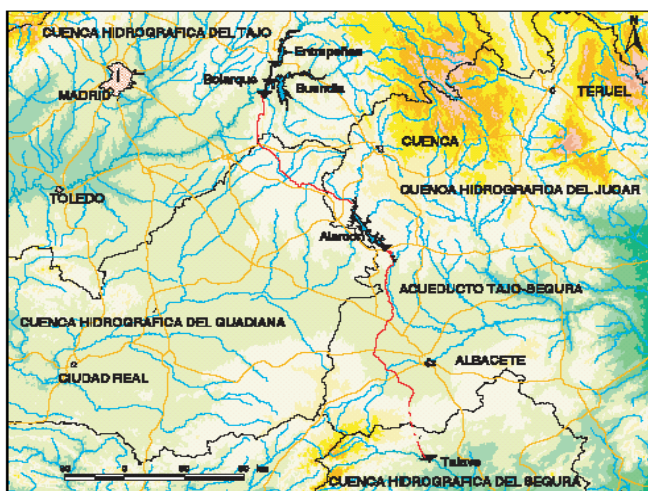 CUENCA HIDROGRAFICA DEL TAJO
N
Entrepeñas
Bolarque
Buendia
MADRID
TERUEL
CUENCA
TOLEDO
CUENCA HIDROGRAFICA DEL JUCAR
Alarcon
ACUEDUCTO TAJO-SEGURA
CUENCA HIDROGRAFICA DEL GUADIANA
ALBACETE
CIUDAD REAL
Talave
CUENCA HIDROGRAFICA DEL SEGURA